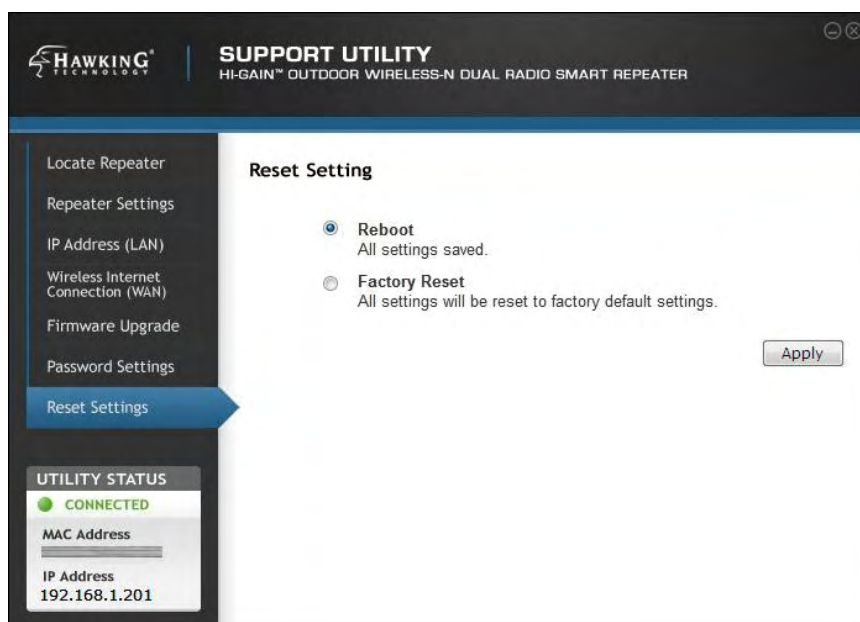 HAWKING®
TECHNOLOGY
SUPPORT UTILITY
HI-GAIN™ OUTDOOR WIRELESS-N DUAL RADIO SMART REPEATER
Locate Repeater
Repeater Settings
IP Address (LAN)
Wireless Internet
Connection (WAN)
Firmware Upgrade
Password Settings
Reset Settings
UTILITY STATUS
CONNECTED
MAC Address
IP Address
192.168.1.201
Reset Setting
Reboot
All settings saved.
Factory Reset
All settings will be reset to factory default settings.
Apply